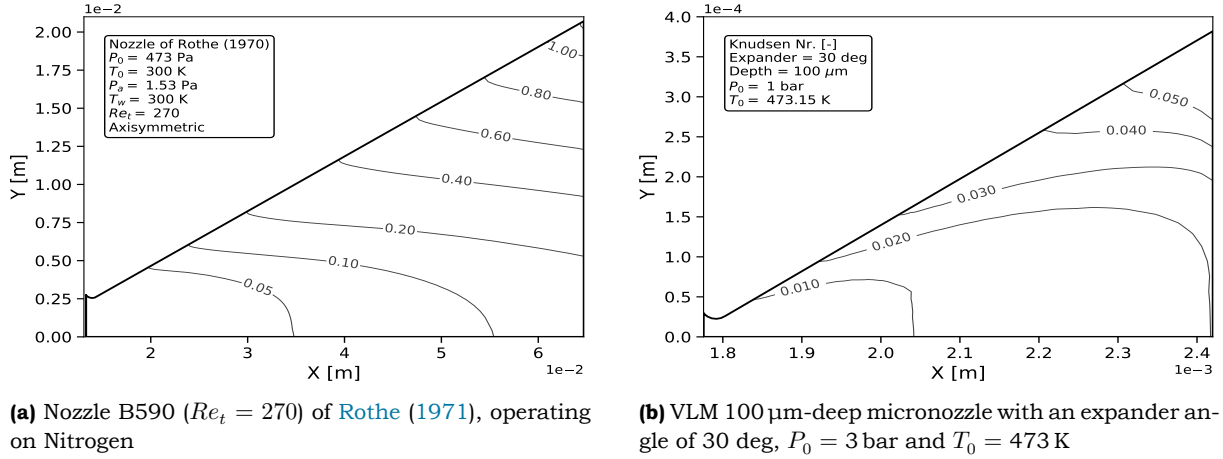 1e−2
Nozzle of Rothe (1970)
P0 = 473 Pa
T0 = 300 K
Pa = 1.53 Pa
Tw = 300 K
Ret = 270
Axisymmetric
2.00
1.75
1.50
1.25
1.00
0.75
0.50
0.25
0.00
Y [m]
1.00
0.80
0.60
0.40
0.20
0.10
0.05
2 3 4 5 6
1e−2
X [m]
1e−4
Knudsen Nr. [-]
Expander = 30 deg
Depth = 100 μm
P0 = 1 bar
T0 = 473.15 K
4.0
3.5
3.0
2.5
2.0
1.5
1.0
0.5
0.0
Y [m]
0.050
0.040
0.030
0.020
0.010
1.8 1.9 2.0 2.1 2.2 2.3 2.4
1e−3
X [m]
(a) Nozzle B590 (Ret = 270) of Rothe (1971), operating
on Nitrogen
(b) VLM 100 μm-deep micronozzle with an expander an-
gle of 30 deg, P0 = 3 bar and T0 = 473 K